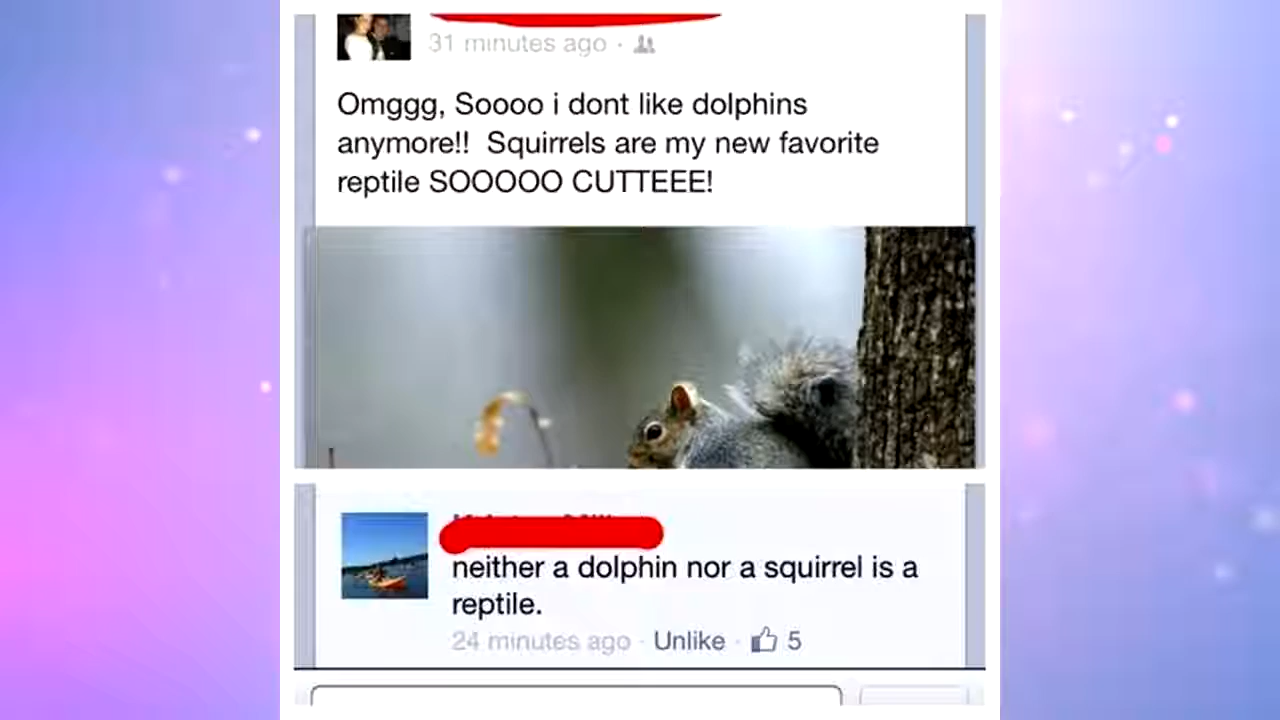 31 minutes ago ·
Omggg, Soooo i dont like dolphins
anymore!! Squirrels are my new favorite
reptile SOOOOO CUTTEEE!
neither a dolphin nor a squirrel is a
reptile.
24 minutes ago · Unlike · 5